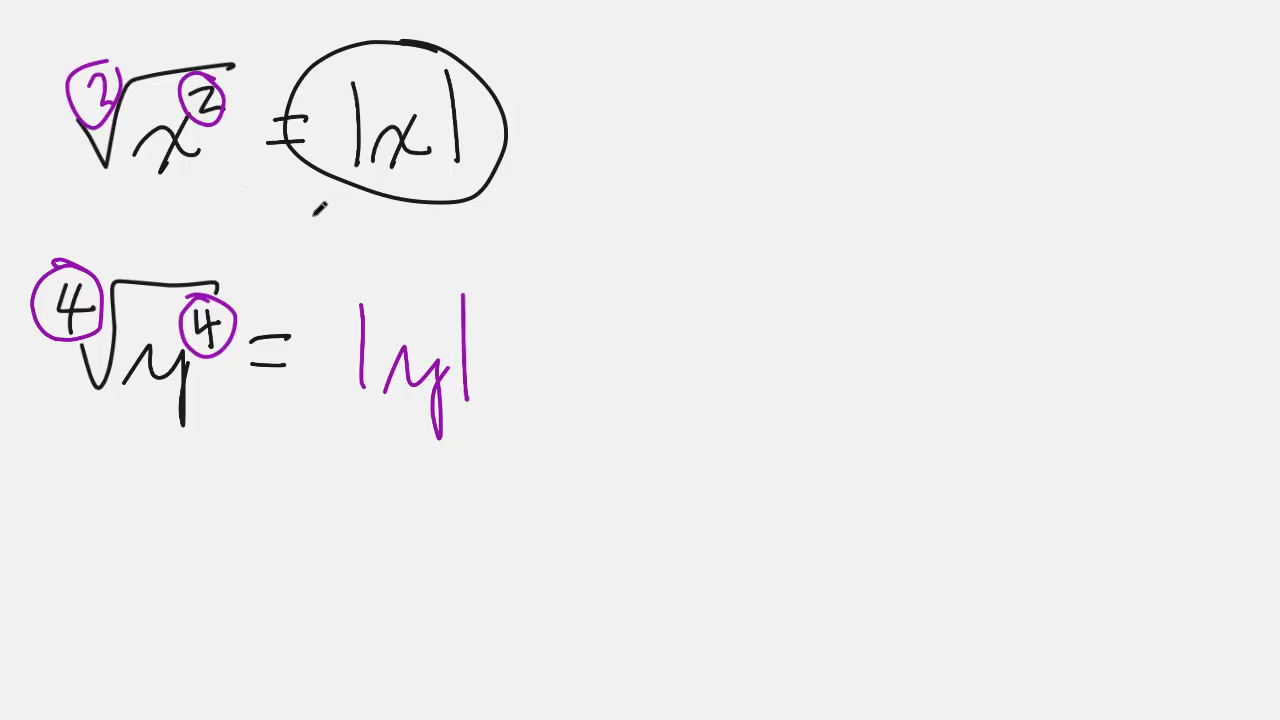 ²√x² = |x|
⁴√y⁴ = |y|